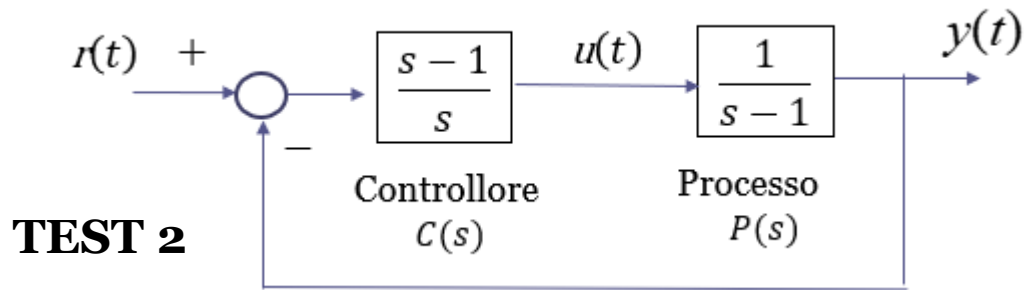 r(t) + s − 1 u(t) 1 y(t)
s s − 1
−
Controllore Processo
C(s) P(s)
TEST 2